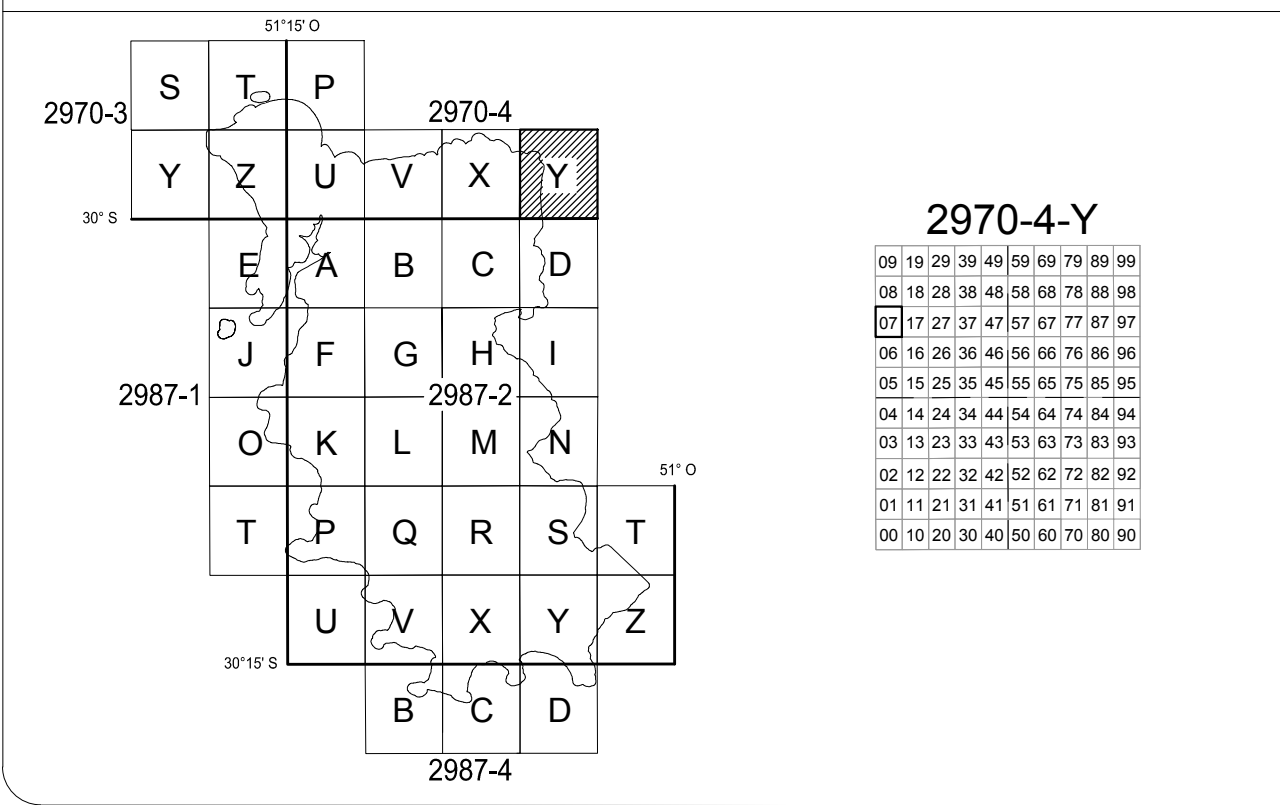 51°15' O
S T P
2970-3 2970-4
Y Z U V X Y
30° S
E A B C D
J F G H I
2987-1 2987-2
O K L M N
51° O
T P Q R S T
U V X Y Z
30°15' S
B C D
2987-4
2970-4-Y
09 19 29 39 49 59 69 79 89 99
08 18 28 38 48 58 68 78 88 98
07 17 27 37 47 57 67 77 87 97
06 16 26 36 46 56 66 76 86 96
05 15 25 35 45 55 65 75 85 95
04 14 24 34 44 54 64 74 84 94
03 13 23 33 43 53 63 73 83 93
02 12 22 32 42 52 62 72 82 92
01 11 21 31 41 51 61 71 81 91
00 10 20 30 40 50 60 70 80 90